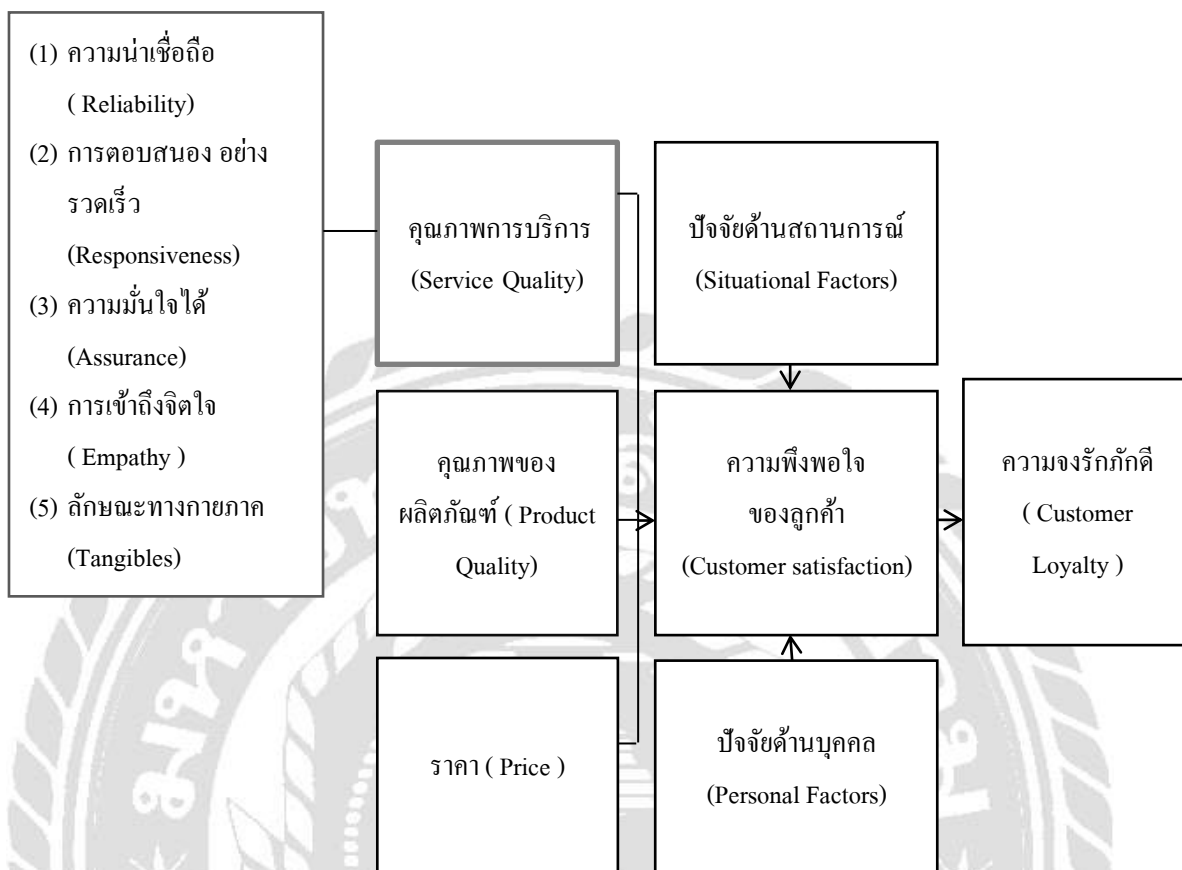 (1) ความน่าเชื่อถือ
( Reliability)
(2) การตอบสนอง อย่าง
รวดเร็ว
(Responsiveness)
(3) ความมั่นใจได้
(Assurance)
(4) การเข้าถึงจิตใจ
( Empathy )
(5) ลักษณะทางกายภาค
(Tangibles)
คุณภาพการบริการ
(Service Quality)
ปัจจัยด้านสถานการณ์
(Situational Factors)
คุณภาพของ
ผลิตภัณฑ์ ( Product
Quality)
ความพึงพอใจ
ของลูกค้า
(Customer satisfaction)
ความจงรักภักดี
( Customer
Loyalty )
ราคา ( Price )
ปัจจัยด้านบุคคล
(Personal Factors)